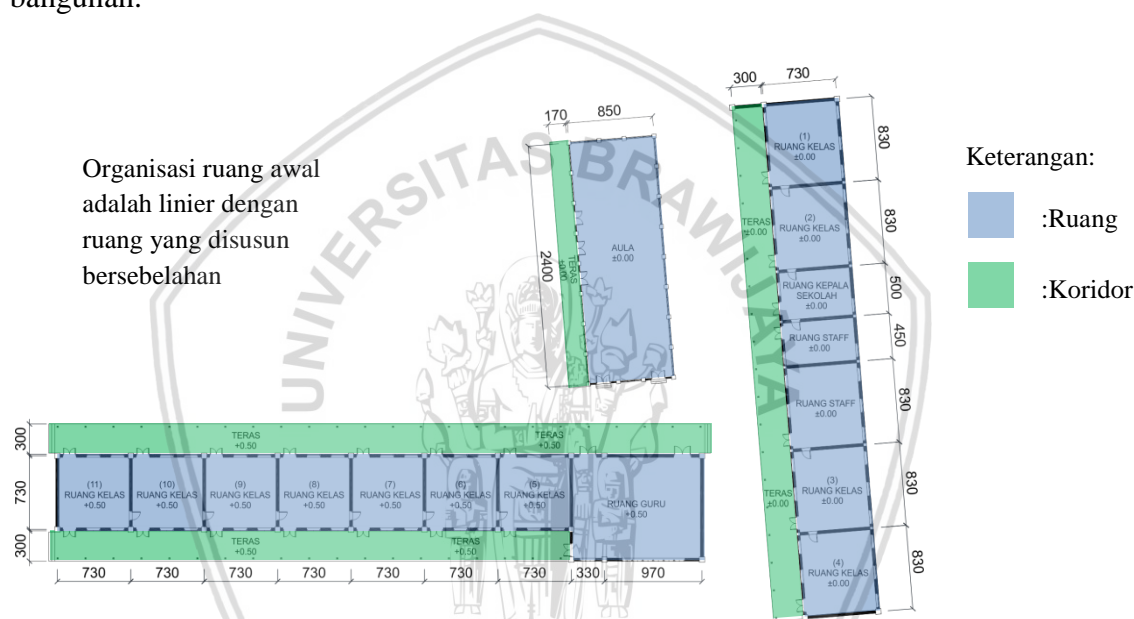 bangunan.
Organisasi ruang awal
adalah linier dengan
ruang yang disusun
bersebelahan
UNIVERSITAS BRAWIJAYA
170
850
2400
TERAS
±0.00
AULA
±0.00
300
730
(1)
RUANG KELAS
±0.00
830
(2)
RUANG KELAS
±0.00
830
TERAS
±0.00
RUANG KEPALA
SEKOLAH
±0.00
500
RUANG STAFF
±0.00
450
RUANG STAFF
±0.00
830
(3)
RUANG KELAS
±0.00
830
TERAS
±0.00
(4)
RUANG KELAS
±0.00
830
Keterangan:
:Ruang
:Koridor
300
TERAS
+0.50
TERAS
+0.50
730
(11)
RUANG KELAS
+0.50
(10)
RUANG KELAS
+0.50
(9)
RUANG KELAS
+0.50
(8)
RUANG KELAS
+0.50
(7)
RUANG KELAS
+0.50
(6)
RUANG KELAS
+0.50
(5)
RUANG KELAS
+0.50
RUANG GURU
+0.50
300
TERAS
+0.50
TERAS
+0.50
730 730 730 730 730 730 730 330 970